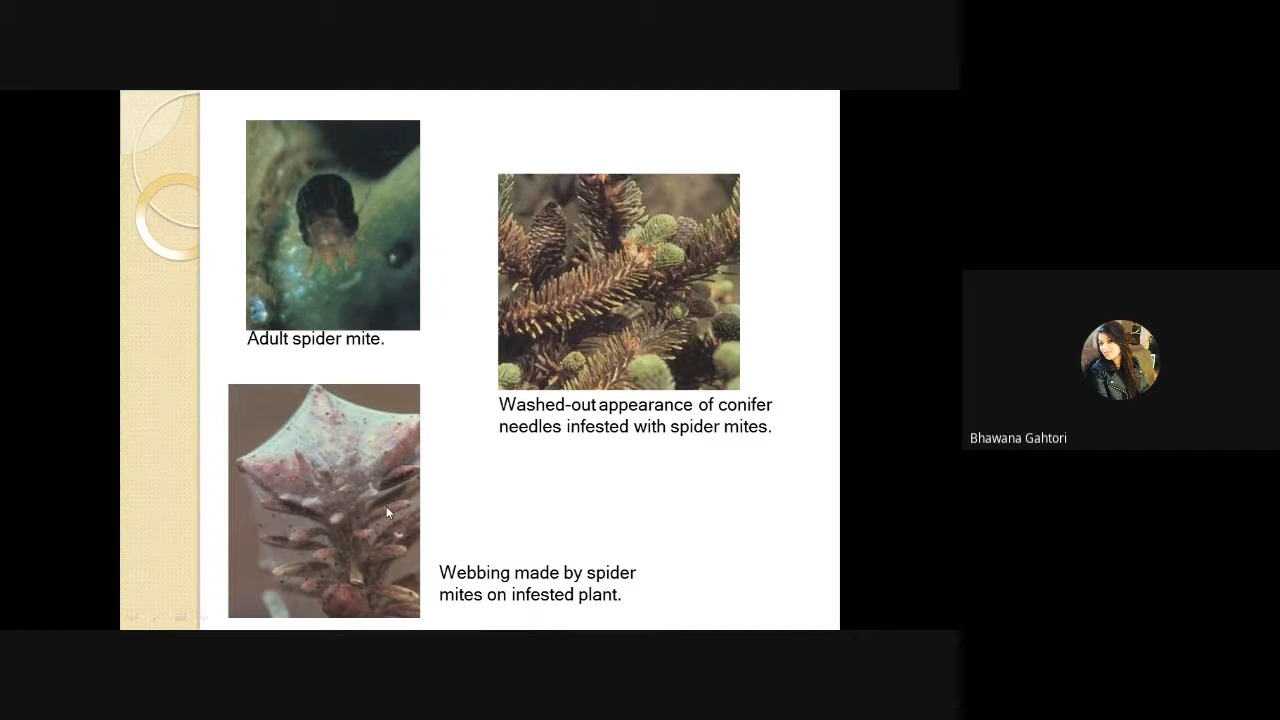 Adult spider mite.
Washed-out appearance of conifer
needles infested with spider mites.
Webbing made by spider
mites on infested plant.
Bhawana Gahtori